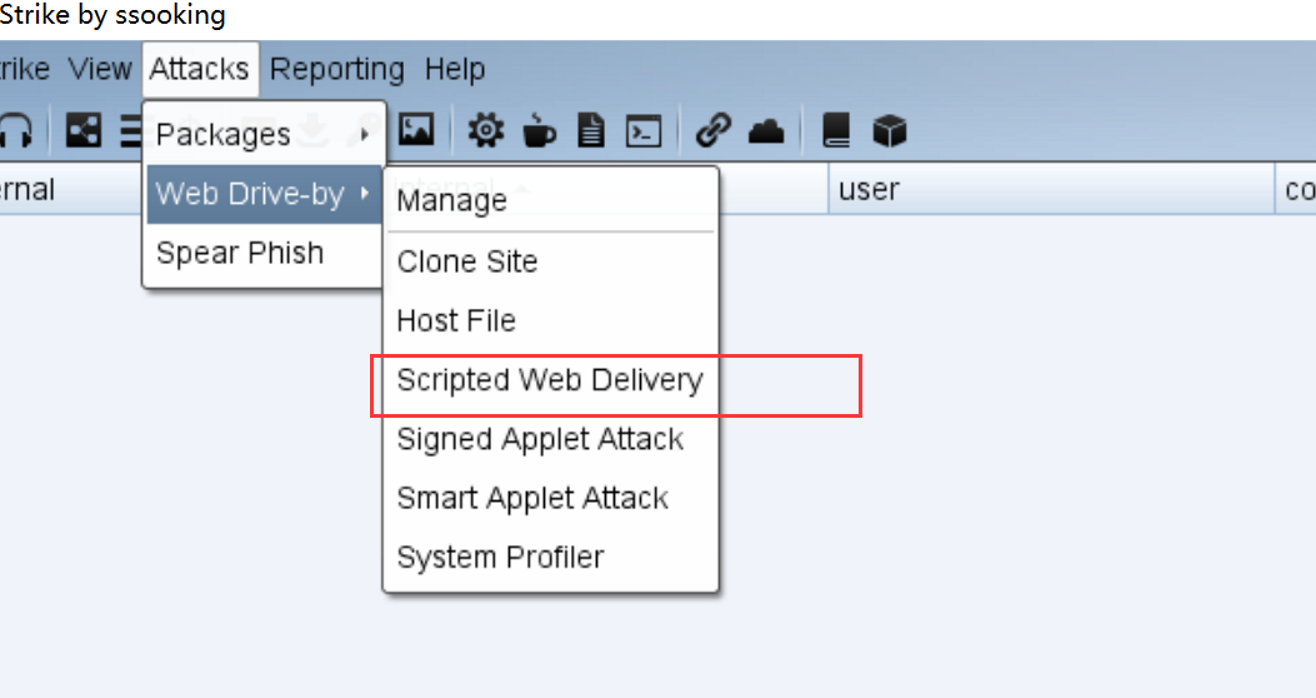 Strike by ssooking
rike View Attacks Reporting Help
Packages
ernal
Web Drive-by
internal
user
co
Manage
Spear Phish
Clone Site
Host File
Scripted Web Delivery
Signed Applet Attack
Smart Applet Attack
System Profiler